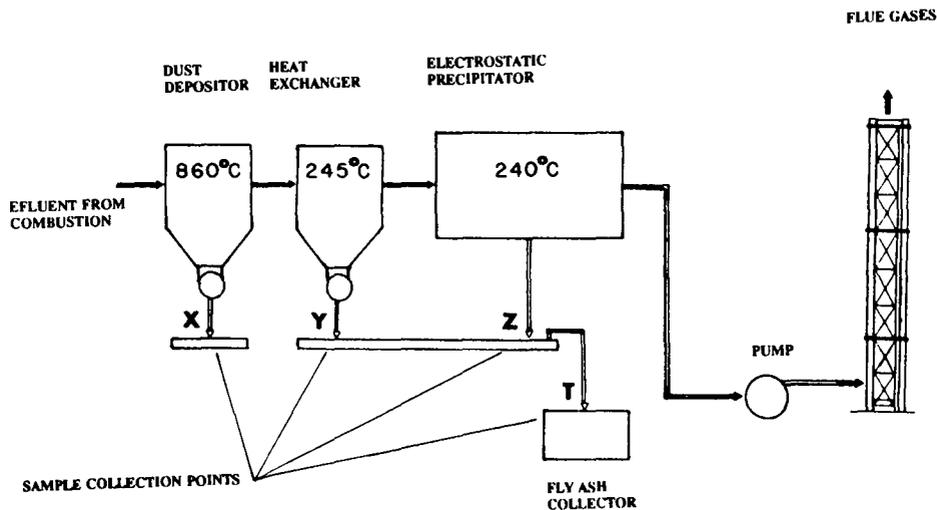 FLUE GASES
DUST
DEPOSITOR
HEAT
EXCHANGER
ELECTROSTATIC
PRECIPITATOR
860°C
245°C
240°C
EFLUENT FROM
COMBUSTION
X
Y
Z
T
PUMP
SAMPLE COLLECTION POINTS
FLY ASH
COLLECTOR